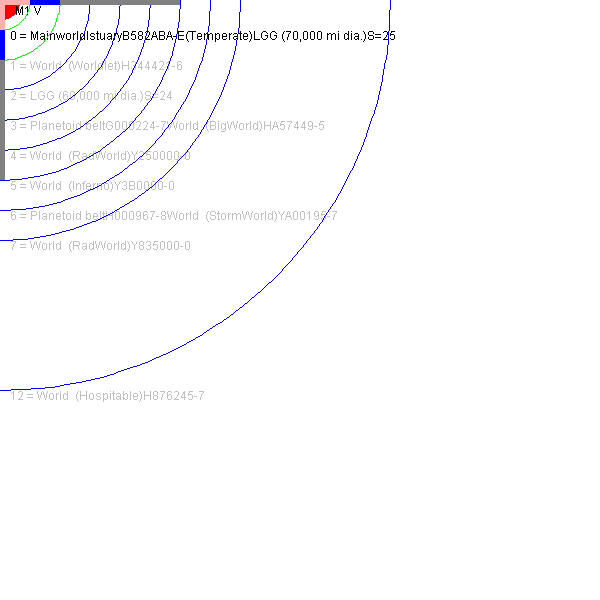 M1 V
0 = MainworldIstuaryB582ABA-E(Temperate)LGG (70,000 mi dia.)S=25
1 = World  (Worldlet)H344421-6
2 = LGG (60,000 mi dia.)S=24
3 = Planetoid beltG000224-7World  (BigWorld)HA57449-5
4 = World  (RadWorld)Y250000-0
5 = World  (Inferno)Y3B0000-0
6 = Planetoid beltH000967-8World  (StormWorld)YA00195-7
7 = World  (RadWorld)Y835000-0
12 = World  (Hospitable)H876245-7